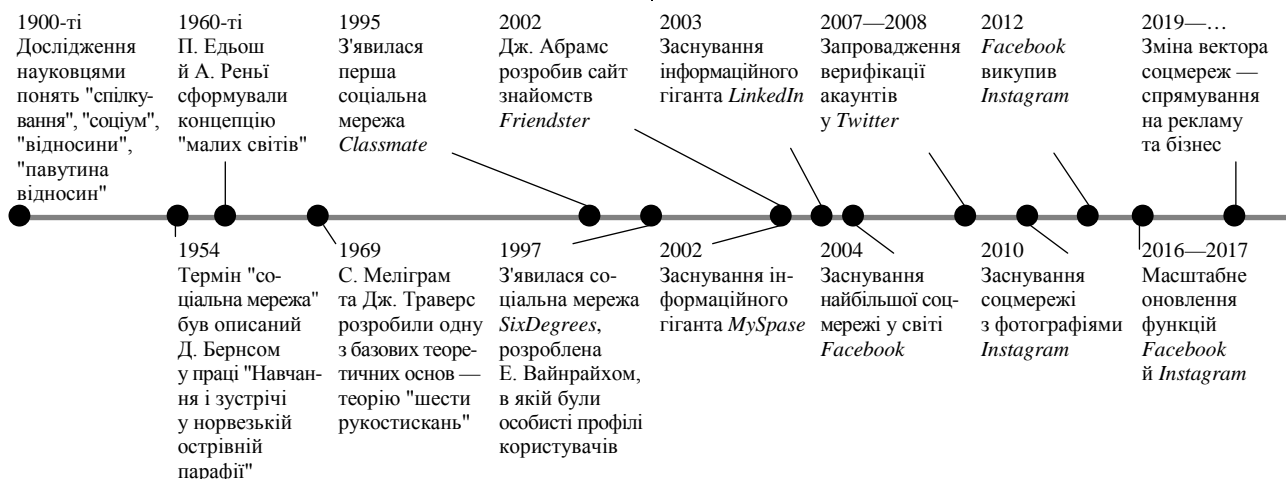 1900-ті
Дослідження
науковцями
понять "спілку-
вання", "соціум",
"відносини",
"павутина
відносин"
1960-ті
П. Едьош
й А. Реньї
сформували
концепцію
"малих світів"
1995
З'явилася
перша
соціальна
мережа
Classmate
2002
Дж. Абрамс
розробив сайт
знайомств
Friendster
2003
Заснування
інформаційного
гіганта LinkedIn
2007—2008
Запровадження
верифікації
акаунтів
у Twitter
2012
Facebook
викупив
Instagram
2019—…
Зміна вектора
соцмереж —
спрямування
на рекламу
та бізнес
1954
Термін "со-
ціальна мережа"
був описаний
Д. Бернсом
у праці "Навчан-
ня і зустрічі
у норвезькій
острівній
парафії"
1969
С. Меліграм
та Дж. Траверс
розробили одну
з базових теоре-
тичних основ —
теорію "шести
рукостискань"
1997
З'явилася со-
ціальна мережа
SixDegrees,
розроблена
Е. Вайнрайхом,
в якій були
особисті профілі
користувачів
2002
Заснування ін-
формаційного
гіганта MySpase
2004
Заснування
найбільшої соц-
мережі у світі
Facebook
2010
Заснування
соцмережі
з фотографіями
Instagram
2016—2017
Масштабне
оновлення
функцій
Facebook
й Instagram